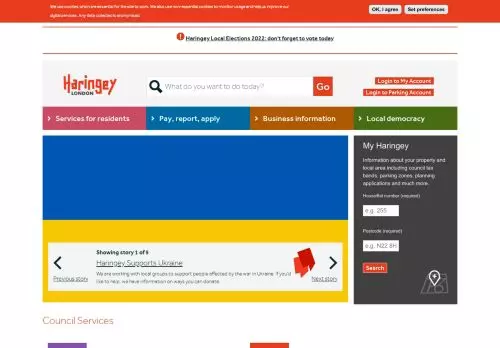 We use cookies which are essential for the site to work. We also use non-essential cookies to monitor usage and help us improve our
digital services. Any data collected is anonymised.
OK, I agree
Set preferences
Haringey Local Elections 2022: don't forget to vote today
Haringey
LONDON
What do you want to do today?
Go
Login to My Account
Login to Parking Account
Services for residents
Pay, report, apply
Business information
Local democracy
My Haringey
Information about your property and
local area including council tax
bands, parking zones, planning
applications and much more.
House/flat number (required)
e.g. 255
Postcode (required)
e.g. N22 8H
Search
Showing story 1 of 9
Haringey Supports Ukraine
We are working with local groups to support people affected by the war in Ukraine. If you'd
like to help, we have information on ways you can donate.
Previous story
Next story
Council Services